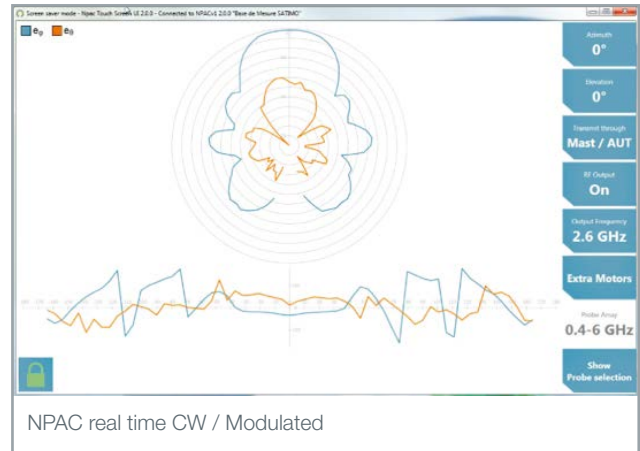 Screen saver mode - Npac Touch Screen UI 2.0.0 - Connected to NPACv1 2.0.0 "Base de Mesure SATIMO"
eφ eθ
Azimuth
0°
Elevation
0°
Transmit through
Mast / AUT
RF Output
On
Output Frequency
2.6 GHz
Extra Motors
Probe Array
0.4-6 GHz
Show
Probe selection
NPAC real time CW / Modulated